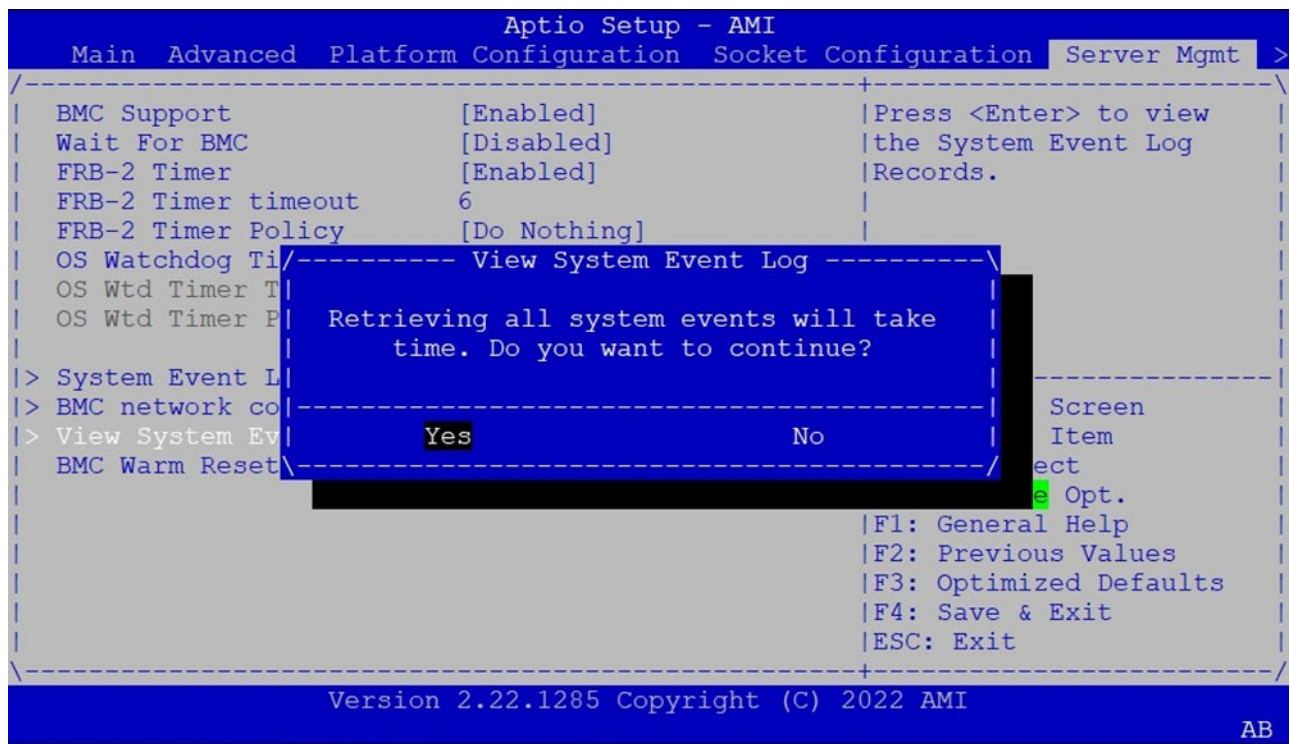 Aptio Setup - AMI
Main Advanced Platform Configuration Socket Configuration Server Mgmt >
BMC Support [Enabled]
Wait For BMC [Disabled]
FRB-2 Timer [Enabled]
FRB-2 Timer timeout 6
FRB-2 Timer Policy [Do Nothing]
OS Watchdog Ti
OS Wtd Timer T
OS Wtd Timer P
> System Event L
> BMC network co
> View System Ev
BMC Warm Reset
View System Event Log
Retrieving all system events will take
time. Do you want to continue?
Yes No
Press <Enter> to view
the System Event Log
Records.
Screen
Item
ect
e Opt.
F1: General Help
F2: Previous Values
F3: Optimized Defaults
F4: Save & Exit
ESC: Exit
Version 2.22.1285 Copyright (C) 2022 AMI
AB